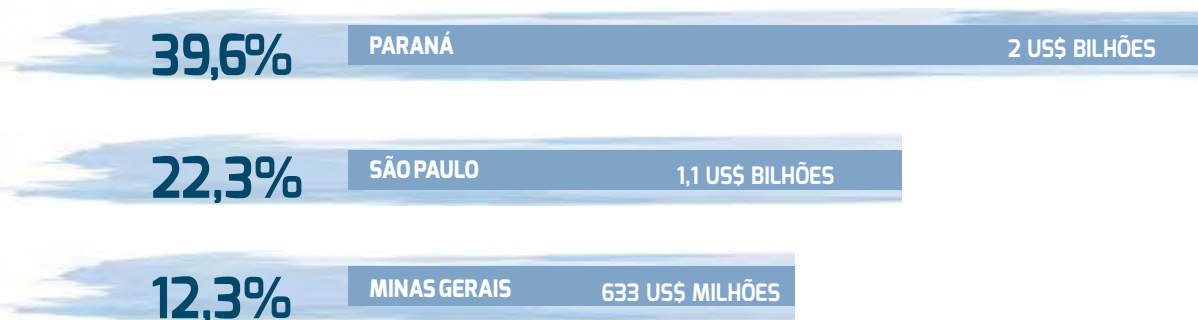 39,6% PARANÁ 2 US$ BILHÕES
22,3% SÃO PAULO 1,1 US$ BILHÕES
12,3% MINAS GERAIS 633 US$ MILHÕES